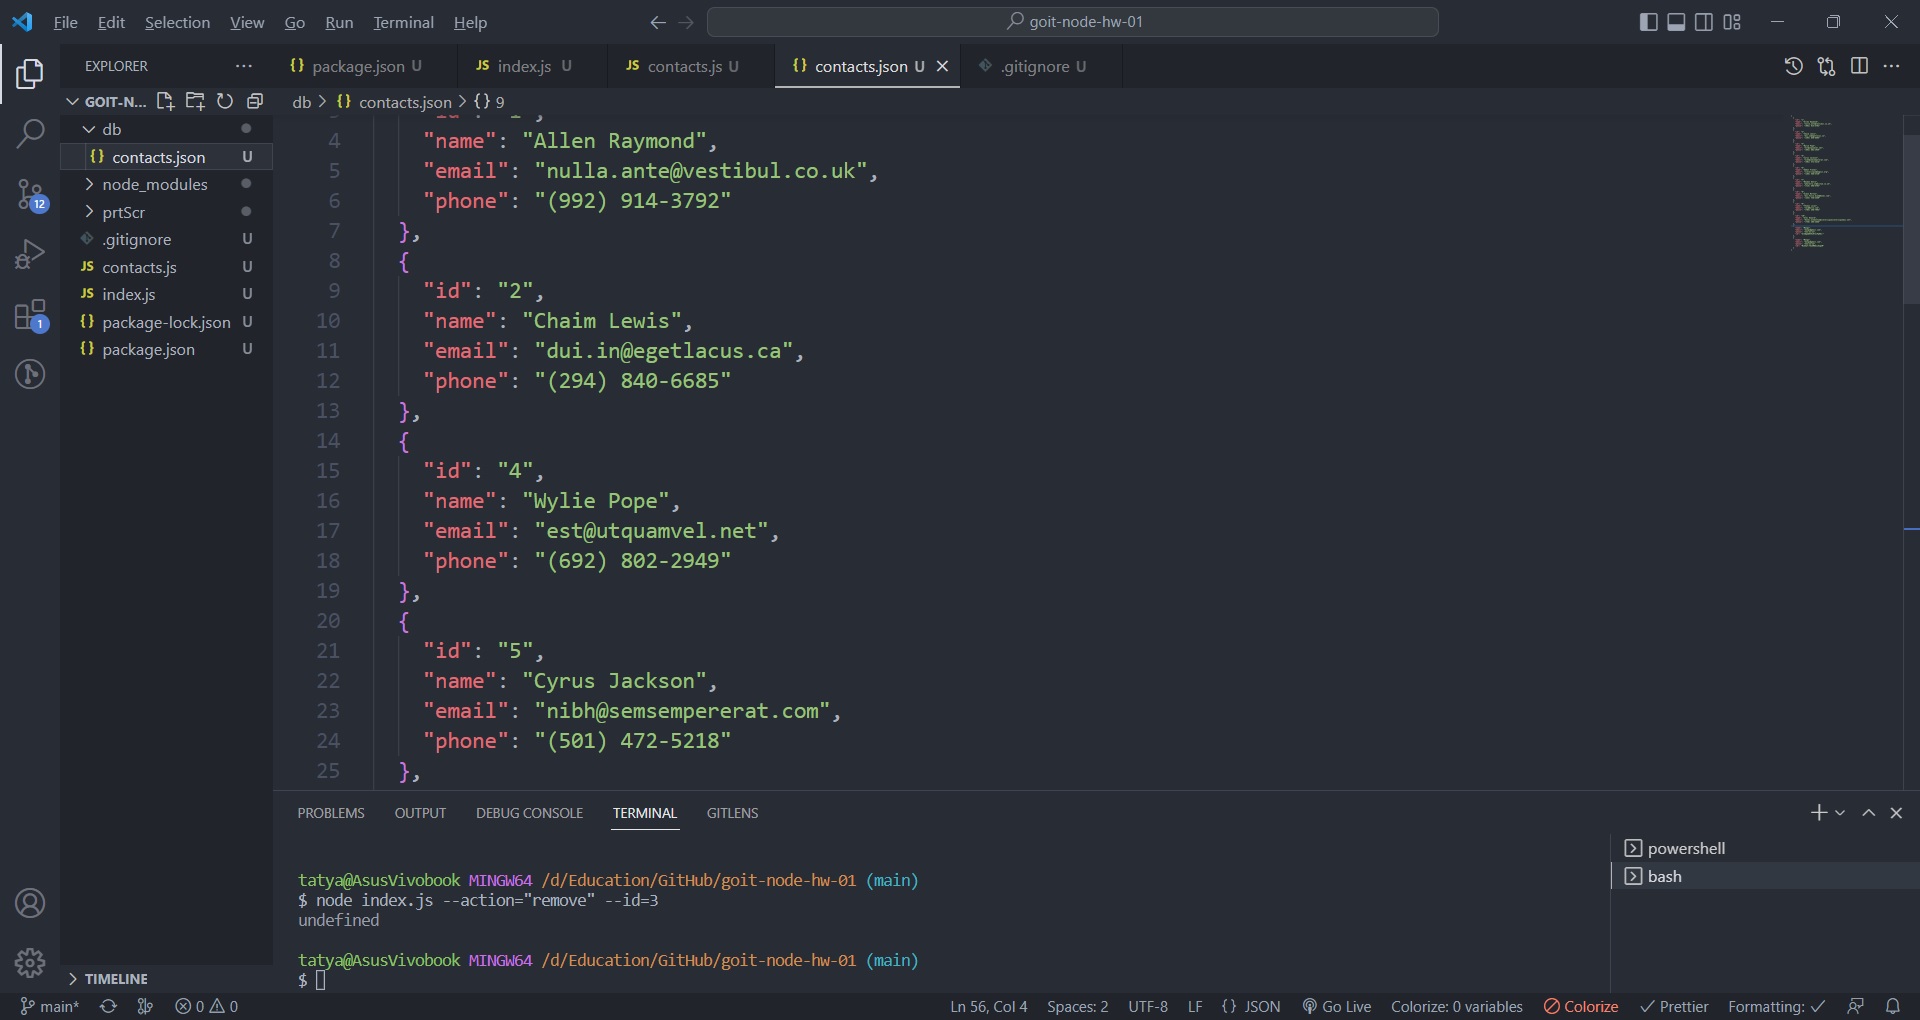 File Edit Selection View Go Run Terminal Help
goit-node-hw-01
EXPLORER
GOIT-N...
db
contacts.json U
node_modules
prtScr
.gitignore U
JS contacts.js U
JS index.js U
{} package-lock.json U
{} package.json U
12
1
TIMELINE
{} package.json U
JS index.js U
JS contacts.js U
{} contacts.json U
.gitignore U
db > {} contacts.json > {} 9
3 "id": "1",
4 "name": "Allen Raymond",
5 "email": "nulla.ante@vestibul.co.uk",
6 "phone": "(992) 914-3792"
7 },
8 {
9 "id": "2",
10 "name": "Chaim Lewis",
11 "email": "dui.in@egetlacus.ca",
12 "phone": "(294) 840-6685"
13 },
14 {
15 "id": "4",
16 "name": "Wylie Pope",
17 "email": "est@utquamvel.net",
18 "phone": "(692) 802-2949"
19 },
20 {
21 "id": "5",
22 "name": "Cyrus Jackson",
23 "email": "nibh@semsempererat.com",
24 "phone": "(501) 472-5218"
25 },
PROBLEMS OUTPUT DEBUG CONSOLE TERMINAL GITLENS
tatya@AsusVivobook MINGW64 /d/Education/GitHub/goit-node-hw-01 (main)
$ node index.js --action="remove" --id=3
undefined
tatya@AsusVivobook MINGW64 /d/Education/GitHub/goit-node-hw-01 (main)
$
powershell
bash
main* 0 0 Ln 56, Col 4 Spaces: 2 UTF-8 LF {} JSON Go Live Colorize: 0 variables Colorize Prettier Formatting: